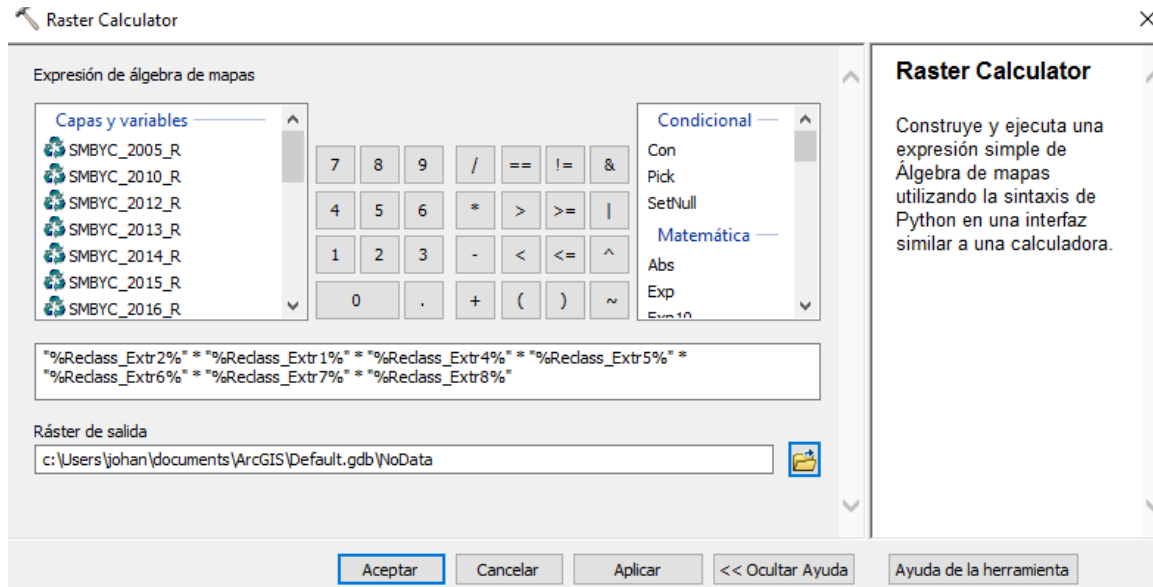 Raster Calculator
Expresión de álgebra de mapas
Capas y variables
SMBYC_2005_R
SMBYC_2010_R
SMBYC_2012_R
SMBYC_2013_R
SMBYC_2014_R
SMBYC_2015_R
SMBYC_2016_R
7 8 9 / == != &
4 5 6 * > >= |
1 2 3 - < <= ^
0 . + ( ) ~
Condicional
Con
Pick
SetNull
Matemática
Abs
Exp
Exp10
"%Reclass_Extr2%" * "%Reclass_Extr1%" * "%Reclass_Extr4%" * "%Reclass_Extr5%" *
"%Reclass_Extr6%" * "%Reclass_Extr7%" * "%Reclass_Extr8%"
Ráster de salida
c:\Users\johan\documents\ArcGIS\Default.gdb\NoData
Raster Calculator
Construye y ejecuta una
expresión simple de
Álgebra de mapas
utilizando la sintaxis de
Python en una interfaz
similar a una calculadora.
Aceptar Cancelar Aplicar << Ocultar Ayuda Ayuda de la herramienta